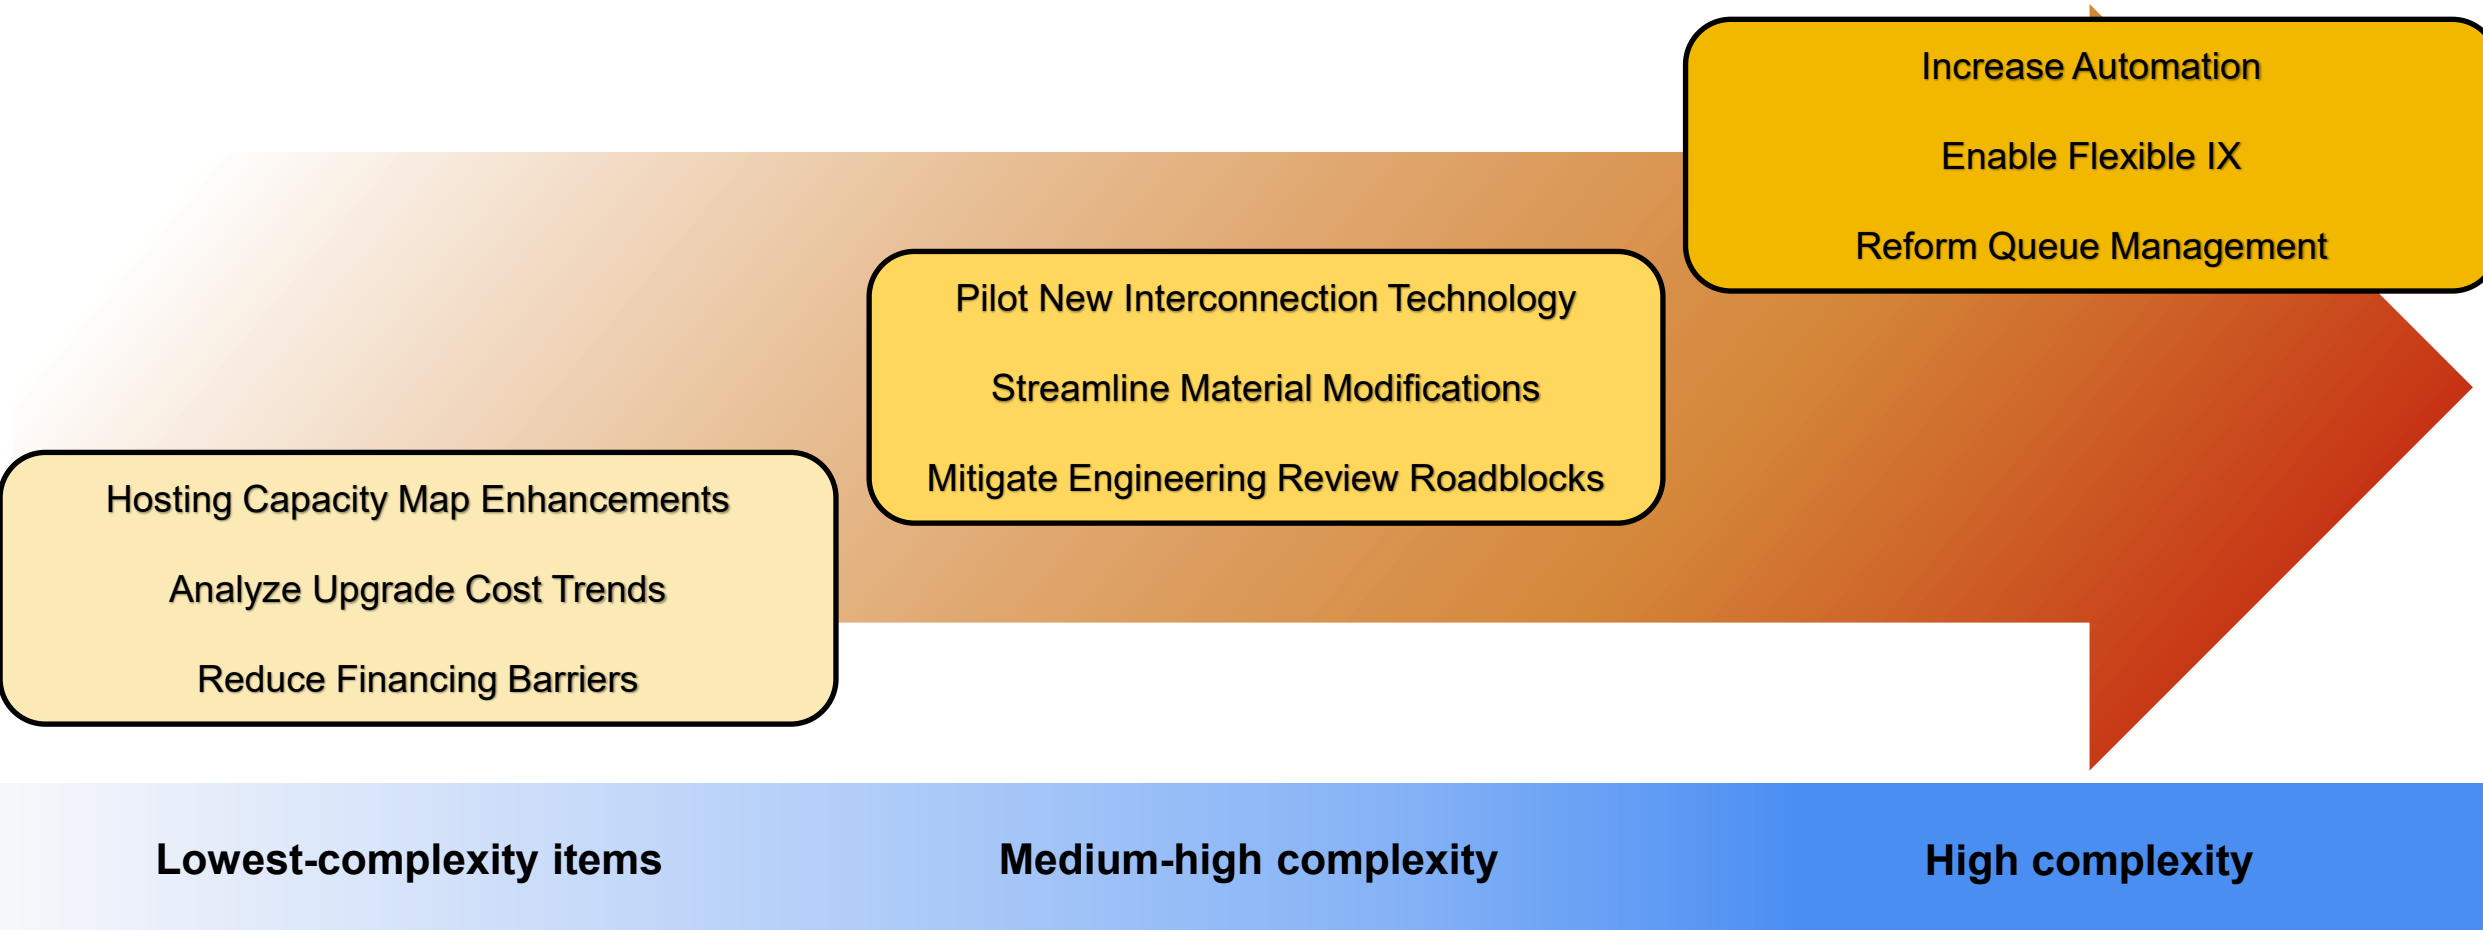 Increase Automation
Enable Flexible IX
Reform Queue Management
Pilot New Interconnection Technology
Streamline Material Modifications
Mitigate Engineering Review Roadblocks
Hosting Capacity Map Enhancements
Analyze Upgrade Cost Trends
Reduce Financing Barriers
Lowest-complexity items
Medium-high complexity
High complexity